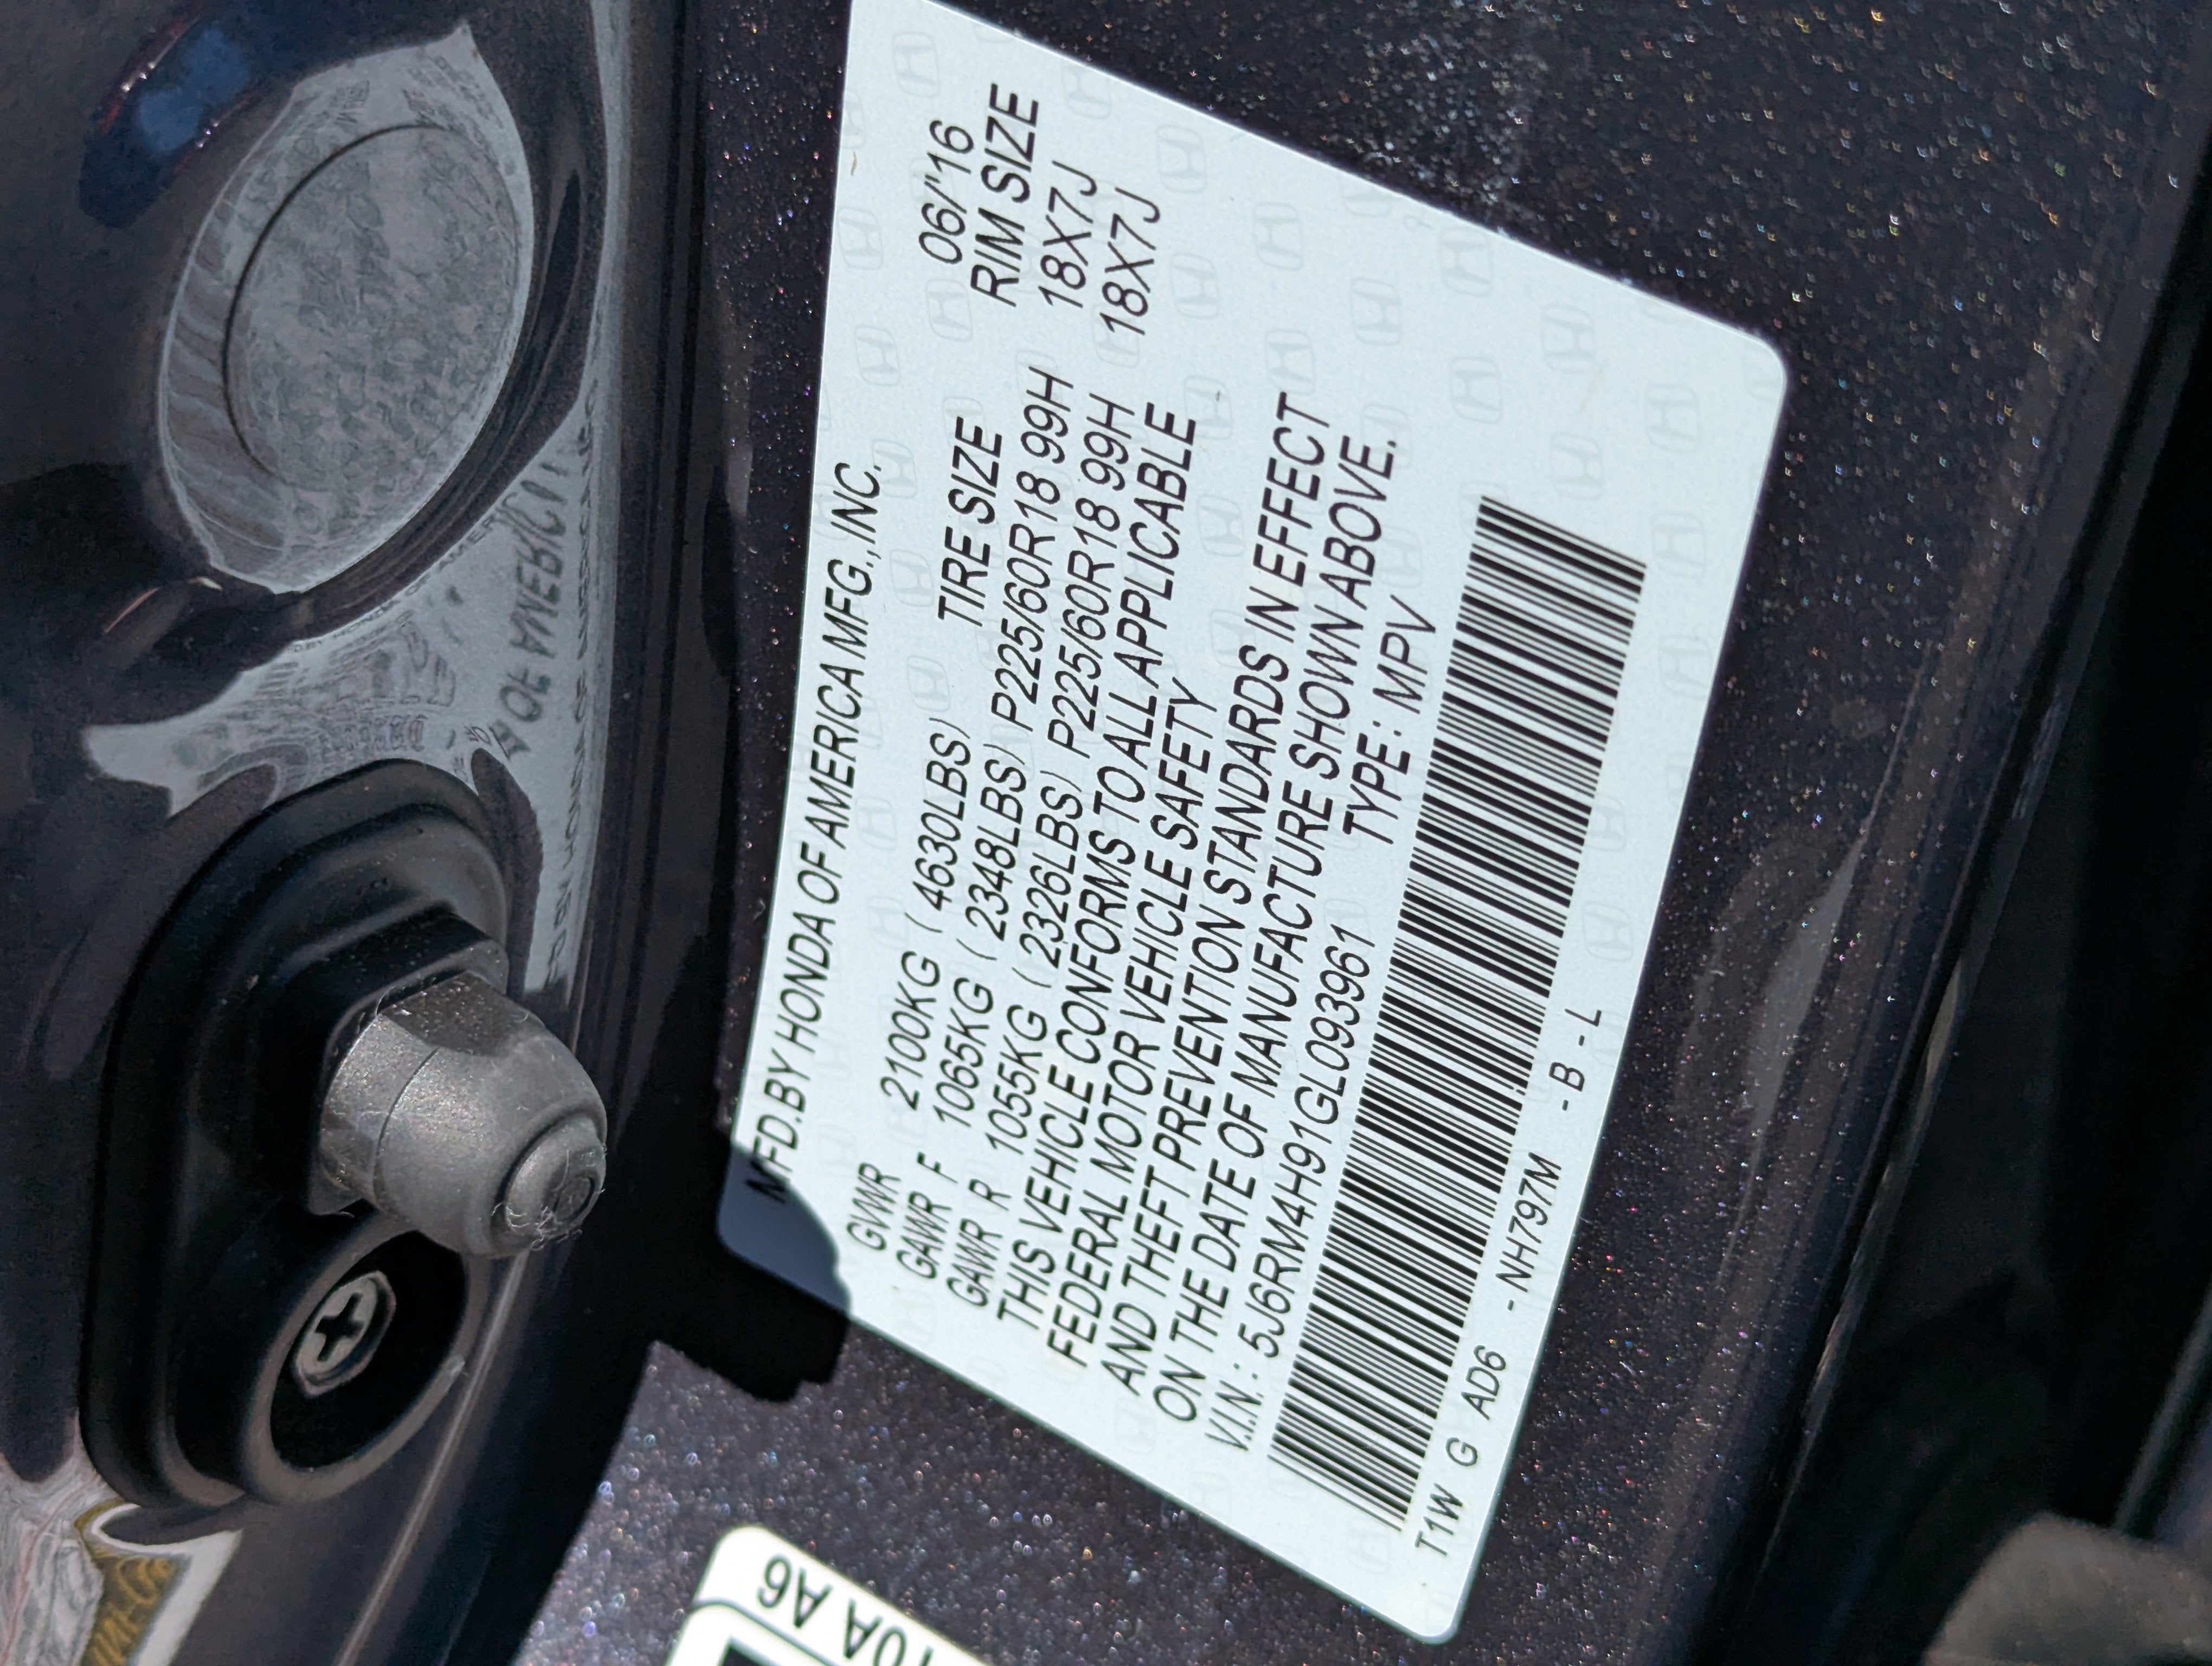 MFD.BY HONDA OF AMERICA MFG.,INC.
06/'16
GVWR 2100KG ( 4630LBS) TIRE SIZE RIM SIZE
GAWR F 1065KG ( 2348LBS) P225/60R18 99H 18X7J
GAWR R 1055KG ( 2326LBS) P225/60R18 99H 18X7J
THIS VEHICLE CONFORMS TO ALL APPLICABLE
FEDERAL MOTOR VEHICLE SAFETY
AND THEFT PREVENTION STANDARDS IN EFFECT
ON THE DATE OF MANUFACTURE SHOWN ABOVE.
V.I.N.: 5J6RM4H91GL093961 TYPE: MPV
T1W G AD6 - NH797M - B - L
T0A A6